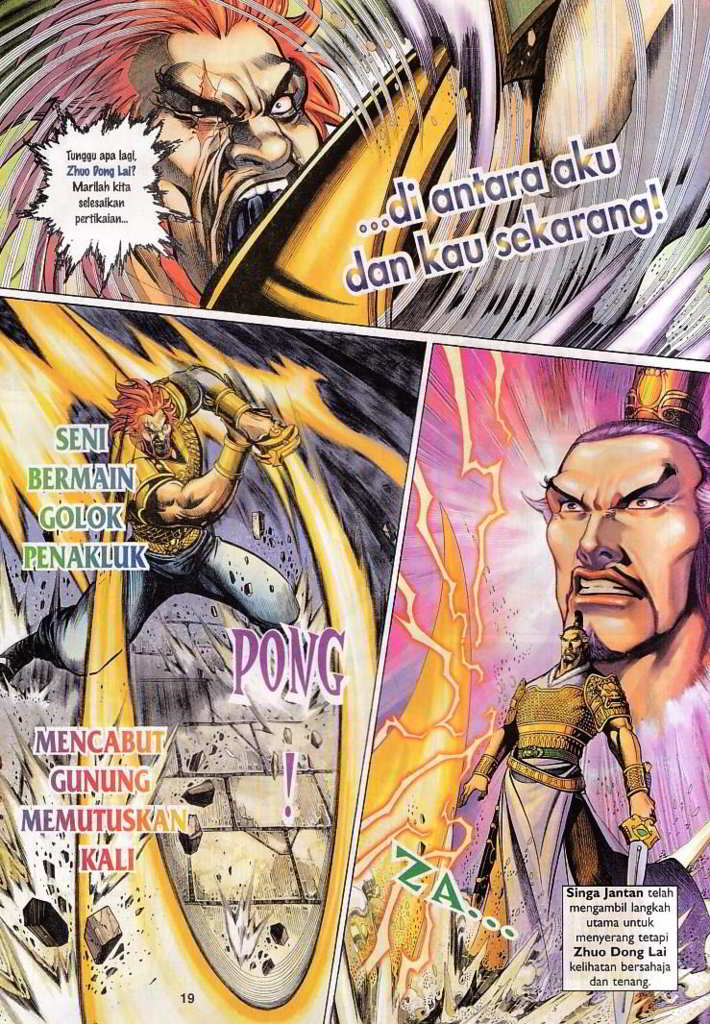 Tunggu apa lagi,
Zhuo Dong Lai?
Marilah kita
selesaikan
pertikaian...
...di antara aku
dan kau sekarang!
SENI
BERMAIN
GOLOK
PENAKLUK
PONG
!
MENCABUT
GUNUNG
MEMUTUSKAN
KALI
ZA...
Singa Jantan telah
mengambil langkah
utama untuk
menyerang tetapi
Zhuo Dong Lai
kelihatan bersahaja
dan tenang.
19